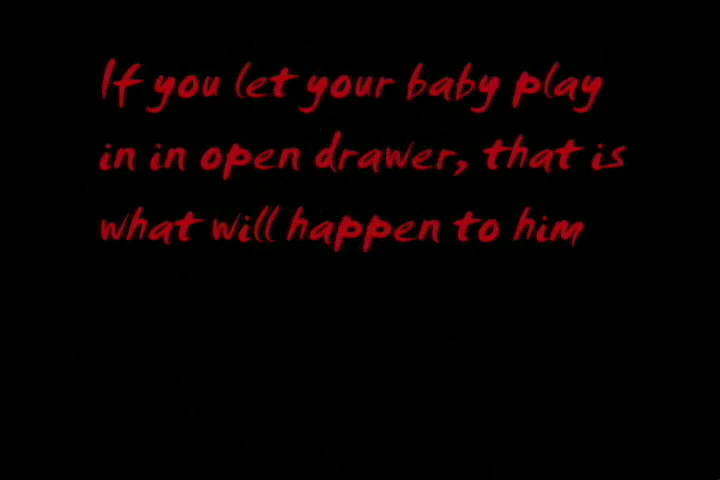 If you let your baby play
in in open drawer, that is
what will happen to him